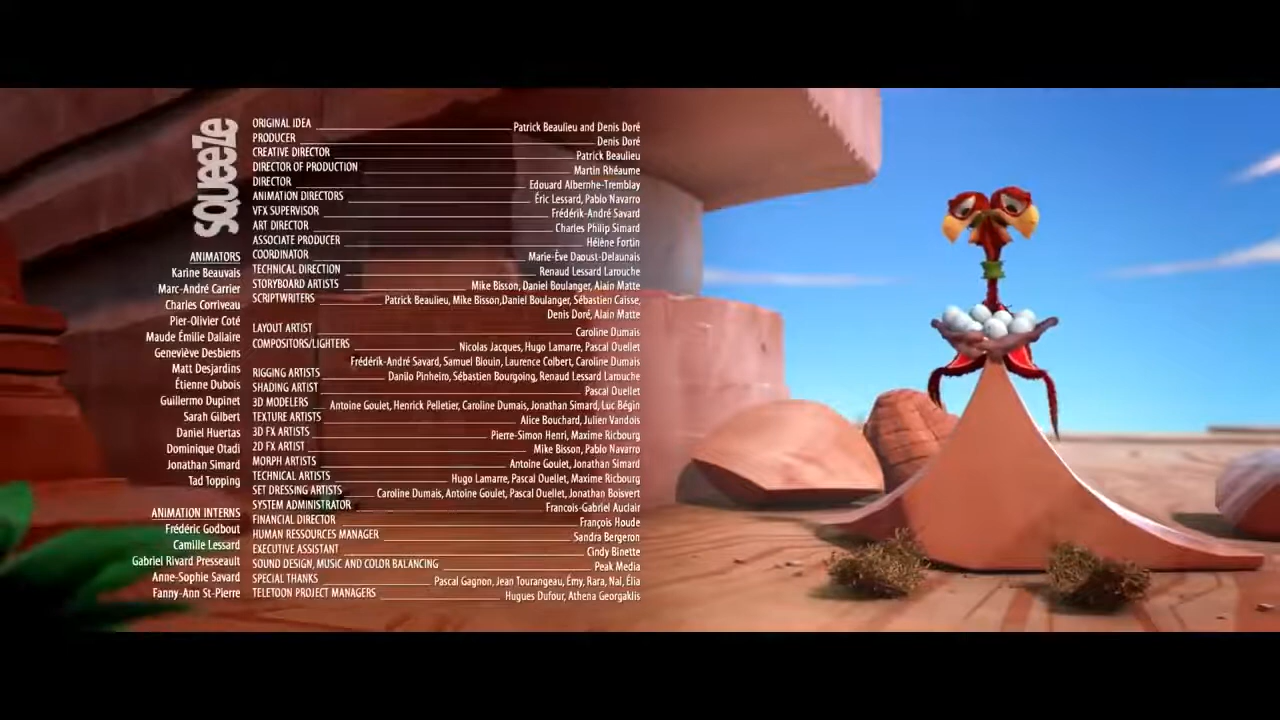 squeeze
ORIGINAL IDEA Patrick Beaulieu and Denis Doré
PRODUCER Denis Doré
CREATIVE DIRECTOR Patrick Beaulieu
DIRECTOR OF PRODUCTION Martin Rhéaume
DIRECTOR Edouard Albernhe-Tremblay
ANIMATION DIRECTORS Éric Lessard, Pablo Navarro
VFX SUPERVISOR Frédérik-André Savard
ART DIRECTOR Charles Philip Simard
ASSOCIATE PRODUCER Hélène Fortin
COORDINATOR Marie-Ève Daoust-Delaunais
TECHNICAL DIRECTION Renaud Lessard Larouche
STORYBOARD ARTISTS Mike Bisson, Daniel Boulanger, Alain Matte
SCRIPTWRITERS Patrick Beaulieu, Mike Bisson,Daniel Boulanger, Sébastien Caisse,
Denis Doré, Alain Matte
LAYOUT ARTIST Caroline Dumais
COMPOSITORS/LIGHTERS Nicolas Jacques, Hugo Lamarre, Pascal Ouellet
Frédérik-André Savard, Samuel Blouin, Laurence Colbert, Caroline Dumais
RIGGING ARTISTS Danilo Pinheiro, Sébastien Bourgoing, Renaud Lessard Larouche
SHADING ARTIST Pascal Ouellet
3D MODELERS Antoine Goulet, Henrick Pelletier, Caroline Dumais, Jonathan Simard, Luc Bégin
TEXTURE ARTISTS Alice Bouchard, Julien Vandois
3D FX ARTISTS Pierre-Simon Henri, Maxime Ricbourg
2D FX ARTIST Mike Bisson, Pablo Navarro
MORPH ARTISTS Antoine Goulet, Jonathan Simard
TECHNICAL ARTISTS Hugo Lamarre, Pascal Ouellet, Maxime Ricbourg
SET DRESSING ARTISTS Caroline Dumais, Antoine Goulet, Pascal Ouellet, Jonathan Boisvert
SYSTEM ADMINISTRATOR Francois-Gabriel Auclair
FINANCIAL DIRECTOR François Houde
HUMAN RESSOURCES MANAGER Sandra Bergeron
EXECUTIVE ASSISTANT Cindy Binette
SOUND DESIGN, MUSIC AND COLOR BALANCING Peak Media
SPECIAL THANKS Pascal Gagnon, Jean Tourangeau, Émy, Rara, Nal, Élia
TELETOON PROJECT MANAGERS Hugues Dufour, Athena Georgaklis
ANIMATORS
Karine Beauvais
Marc-André Carrier
Charles Corriveau
Pier-Olivier Coté
Maude Émilie Dallaire
Geneviève Desbiens
Matt Desjardins
Étienne Dubois
Guillermo Dupinet
Sarah Gilbert
Daniel Huertas
Dominique Otadi
Jonathan Simard
Tad Topping
ANIMATION INTERNS
Frédéric Godbout
Camille Lessard
Gabriel Rivard Presseault
Anne-Sophie Savard
Fanny-Ann St-Pierre